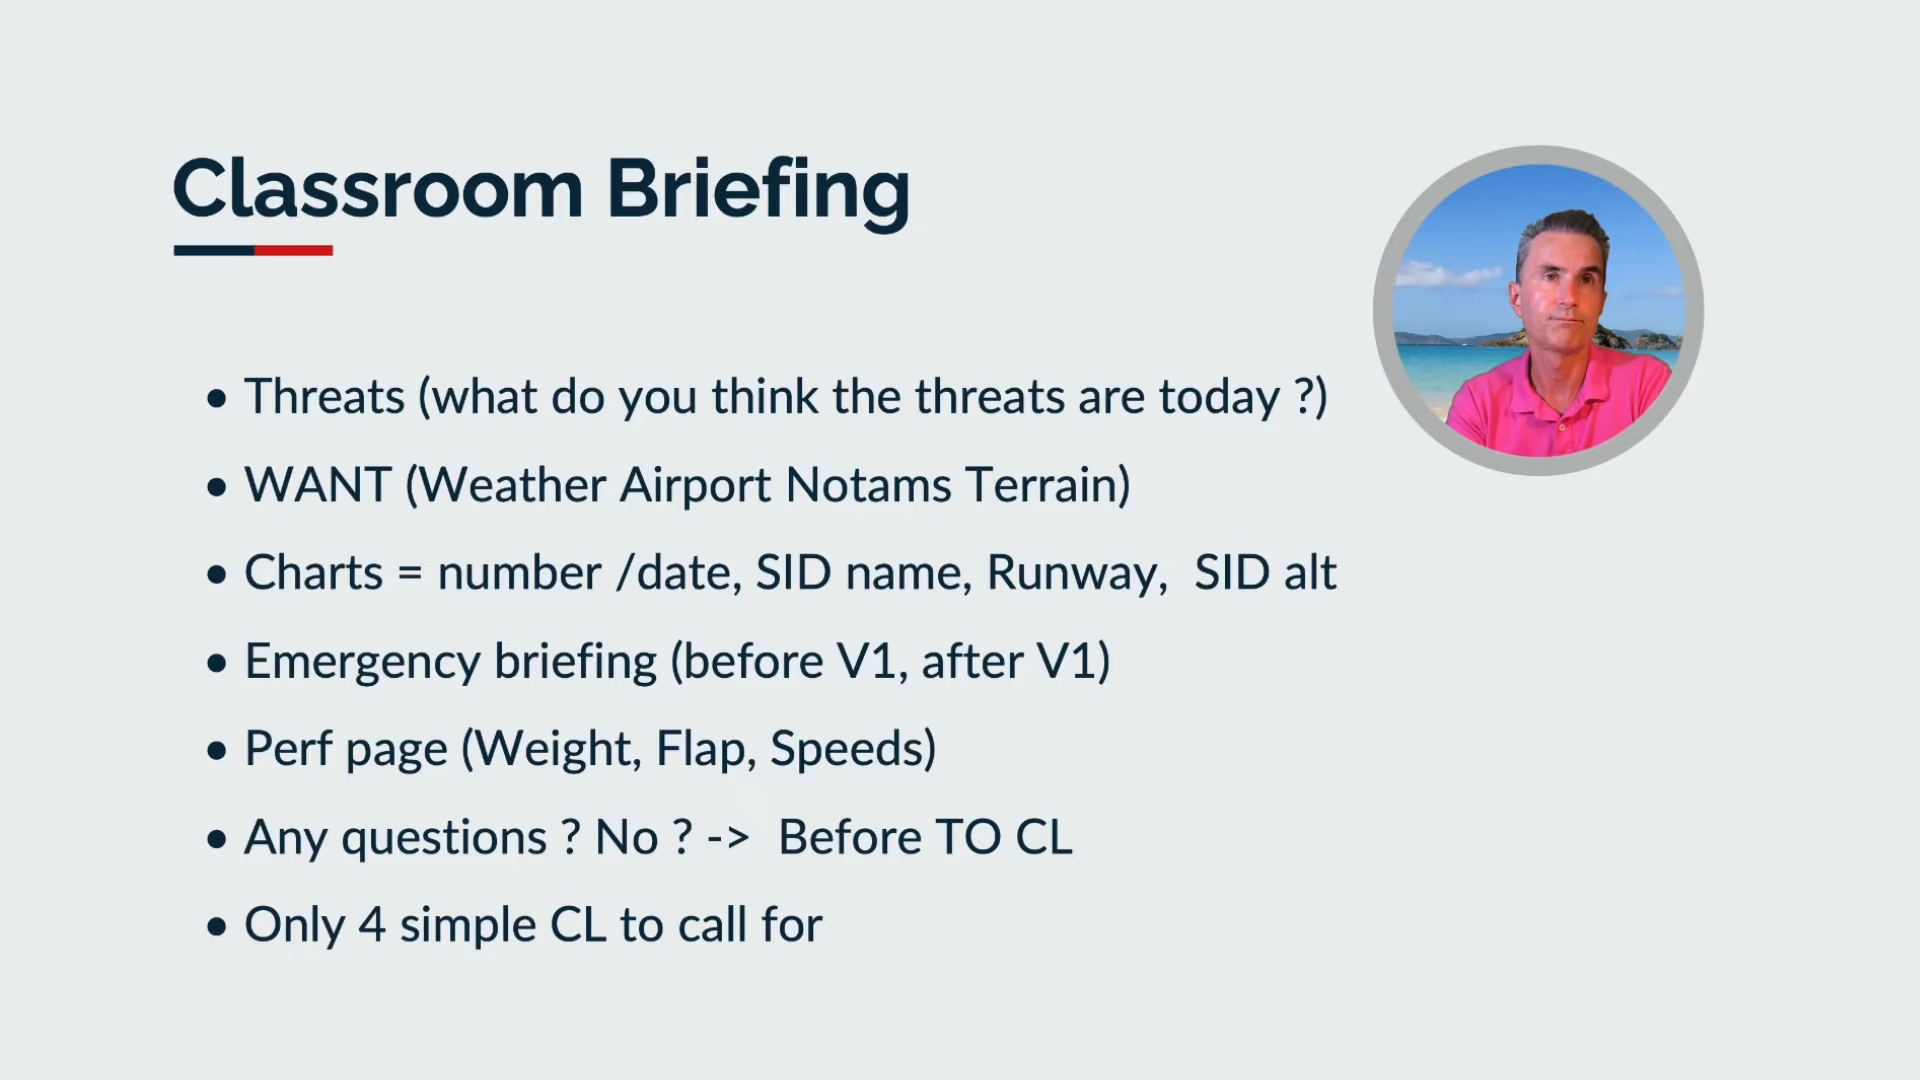 Classroom Briefing
• Threats (what do you think the threats are today ?)
• WANT (Weather Airport Notams Terrain)
• Charts = number /date, SID name, Runway,  SID alt
• Emergency briefing (before V1, after V1)
• Perf page (Weight, Flap, Speeds)
• Any questions ? No ? ->  Before TO CL
• Only 4 simple CL to call for